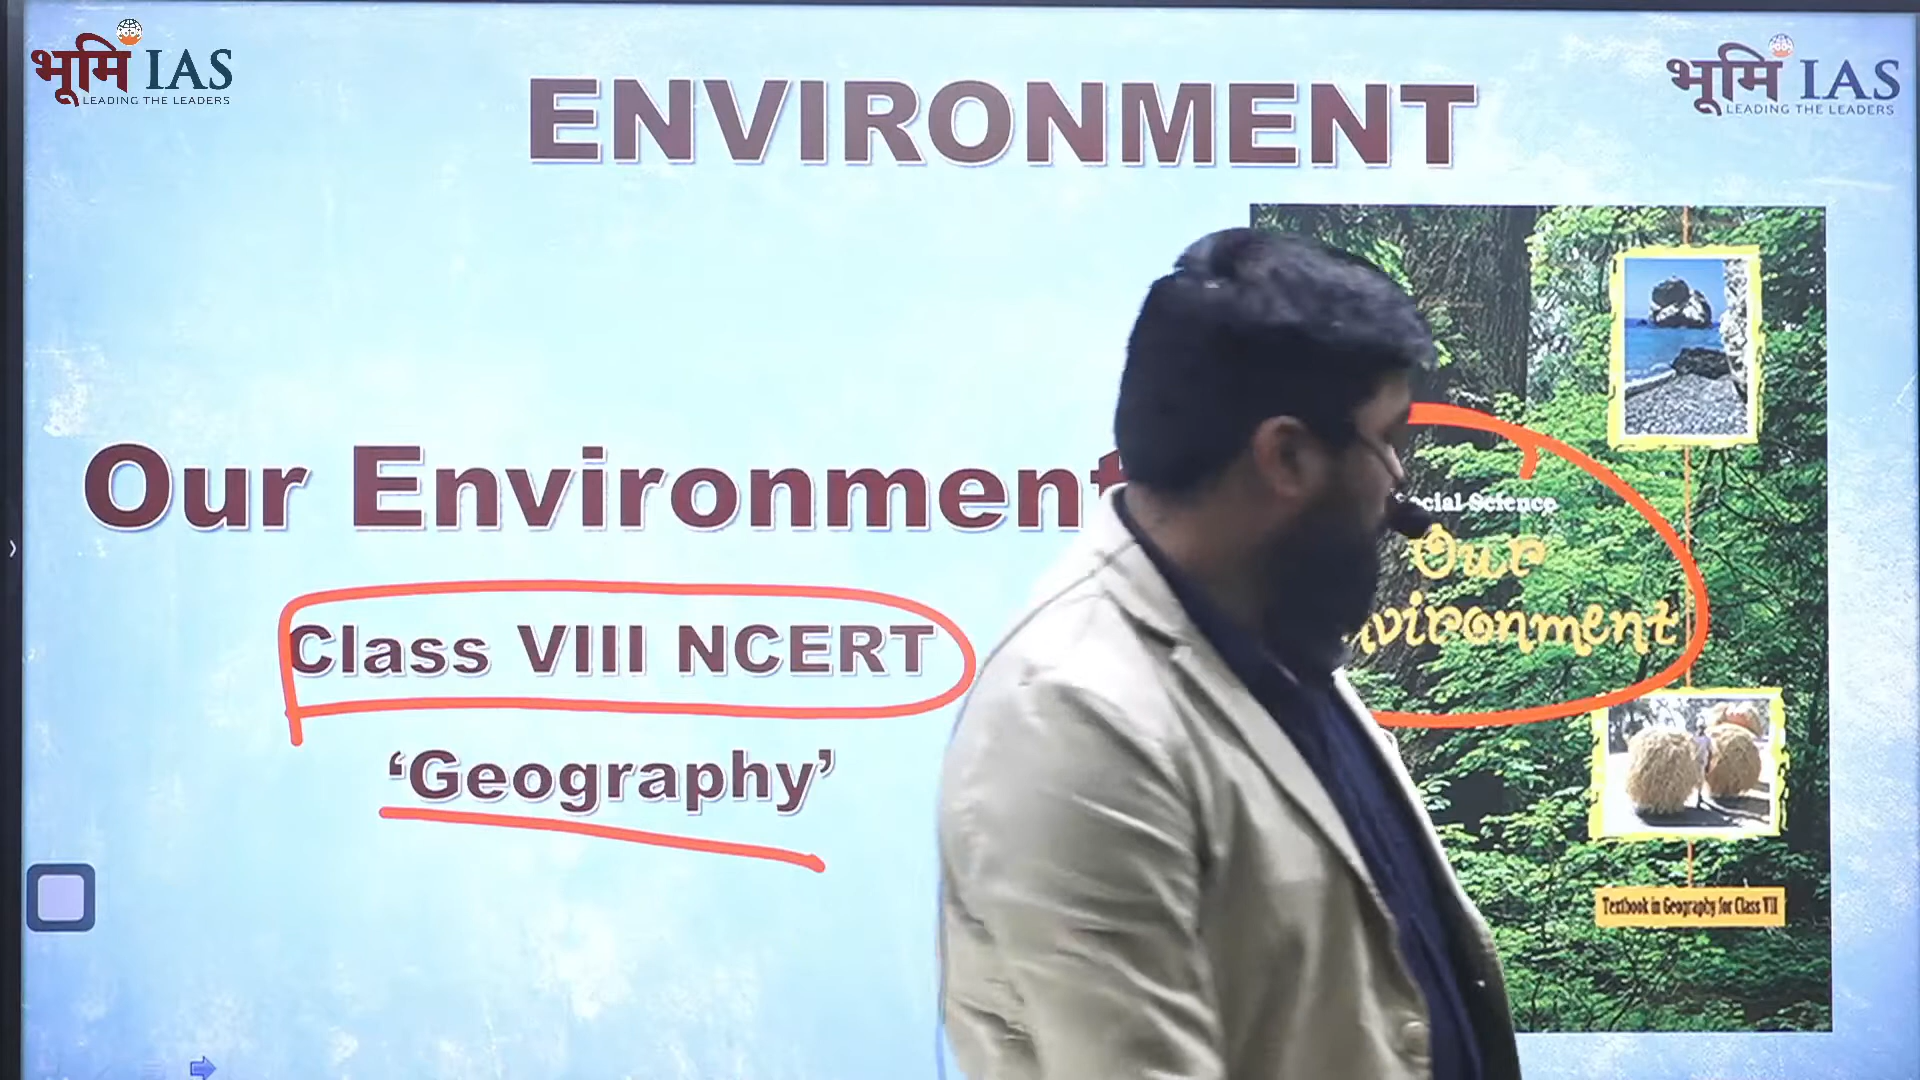 भूमि IAS
LEADING THE LEADERS
भूमि IAS
LEADING THE LEADERS
ENVIRONMENT
Our Environment
Class VIII NCERT
‘Geography’
Social Science
Our
Environment
Textbook in Geography for Class VII